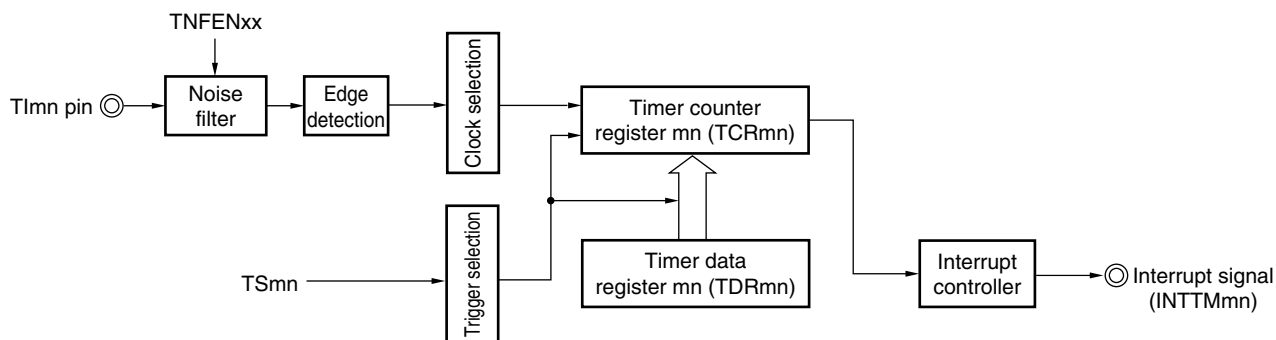 TNFENxx
TImn pin
Noise
filter
Edge
detection
Clock selection
Timer counter
register mn (TCRmn)
TSmn
Trigger selection
Timer data
register mn (TDRmn)
Interrupt
controller
Interrupt signal
(INTTMmn)